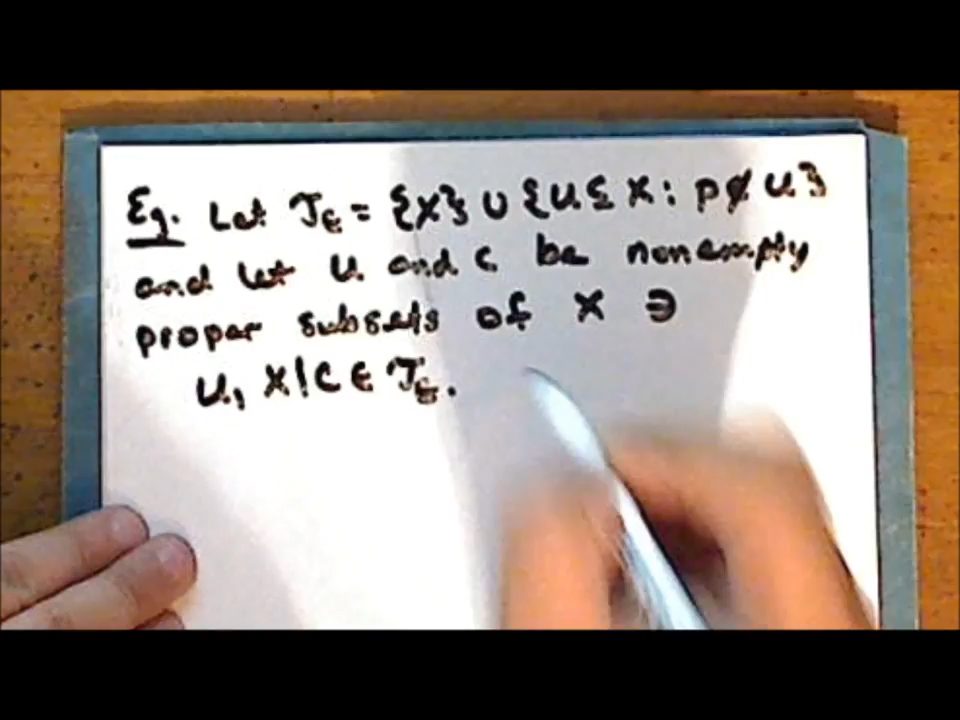 Eg. Let 𝒯_E = {X} ∪ {U ⊆ X : p ∉ U}
and let U and C be nonempty
proper subsets of X ∋
U, X\C ∈ 𝒯_E.